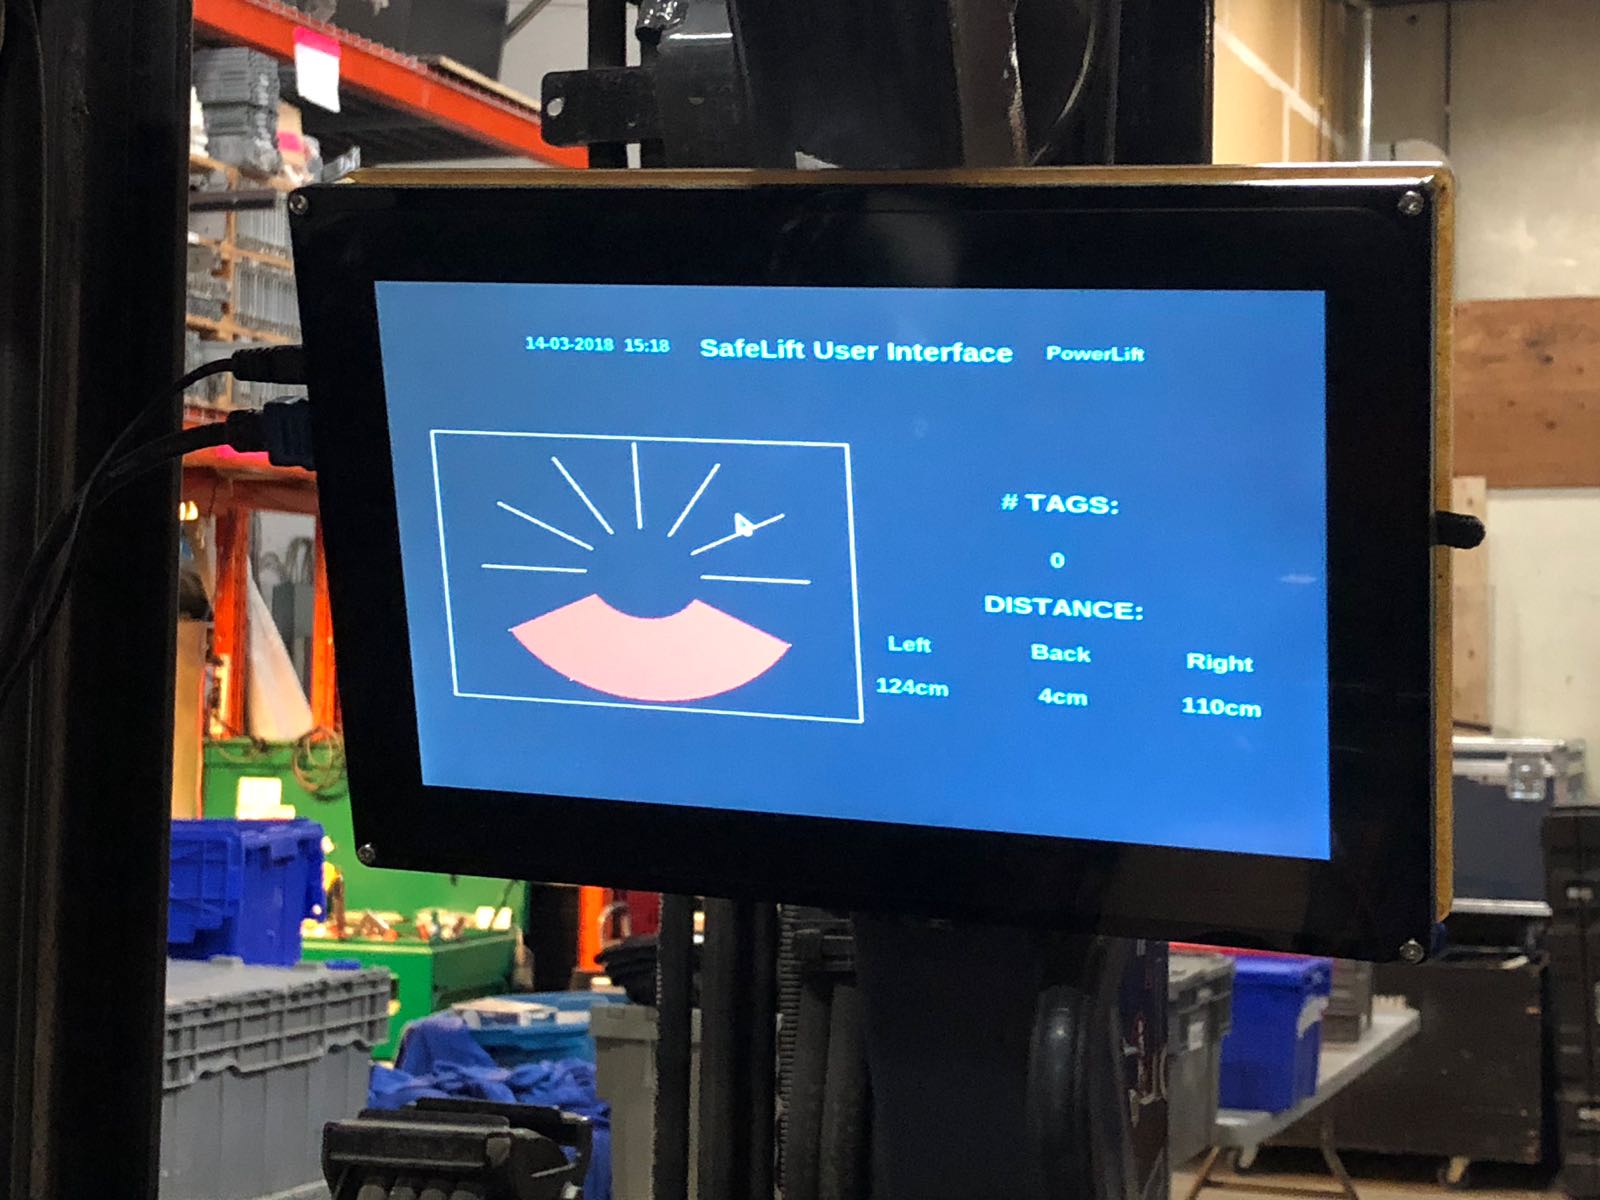 14-03-2018 15:18 SafeLift User Interface PowerLift
# TAGS:
0
DISTANCE:
Left Back Right
124cm 4cm 110cm